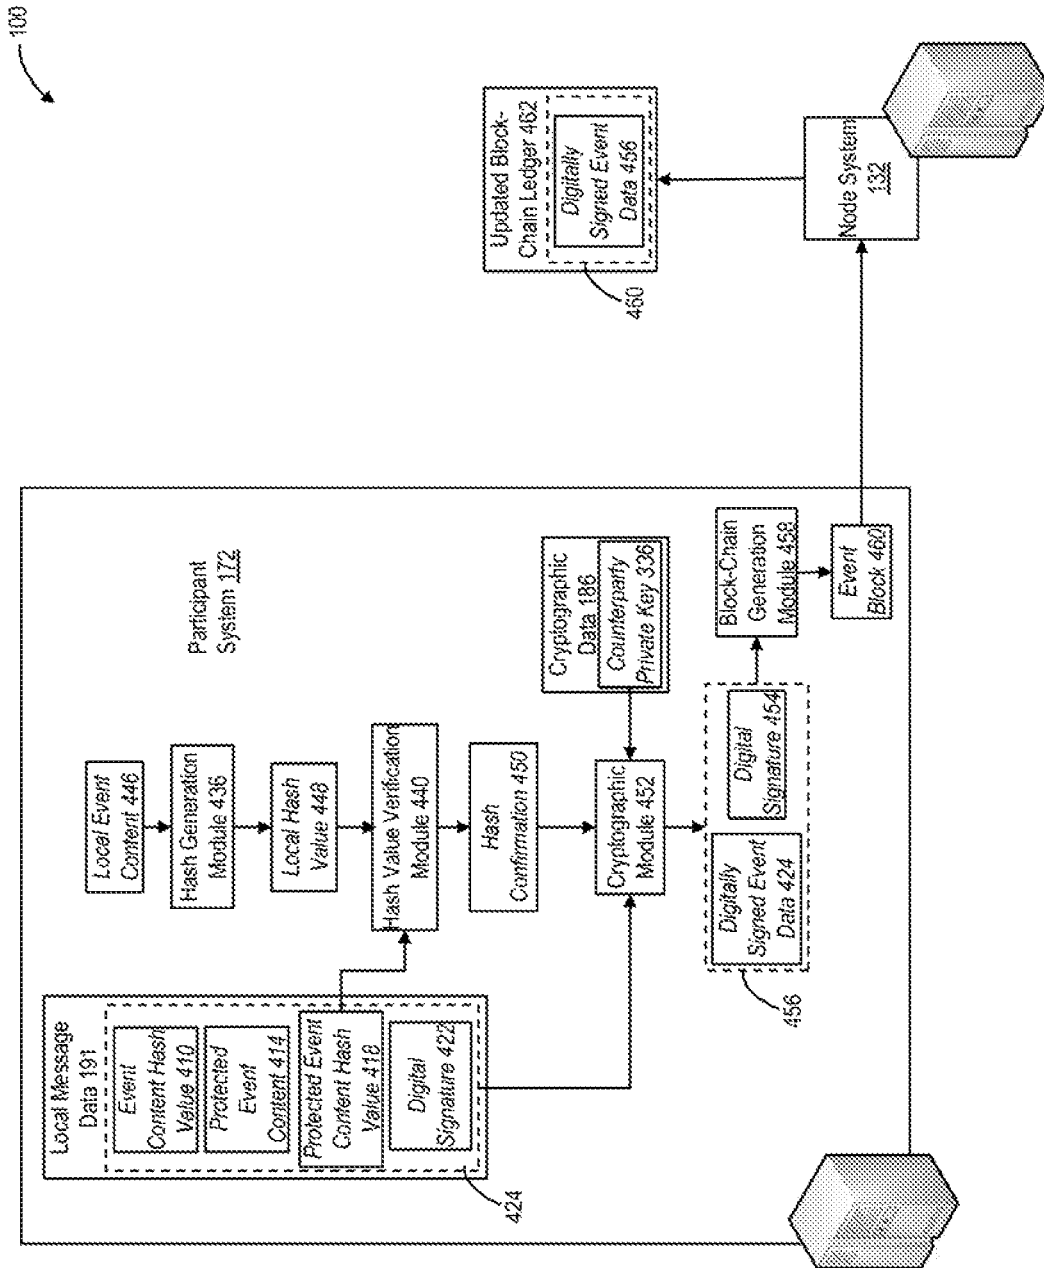 100
Participant
System 172
Local Message
Data 191
Event
Content Hash
Value 410
Protected
Event
Content 414
Protected Event
Content Hash
Value 418
Digital
Signature 422
424
Local Event
Content 446
Hash Generation
Module 436
Local Hash
Value 448
Hash Value Verification
Module 440
Hash
Confirmation 450
Cryptographic
Module 452
Cryptographic
Data 186
Counterparty
Private Key 336
Digitally
Signed Event
Data 424
Digital
Signature 454
456
Block-Chain
Generation
Module 458
Event
Block 460
Updated Block-
Chain Ledger 462
Digitally
Signed Event
Data 456
460
Node System
132